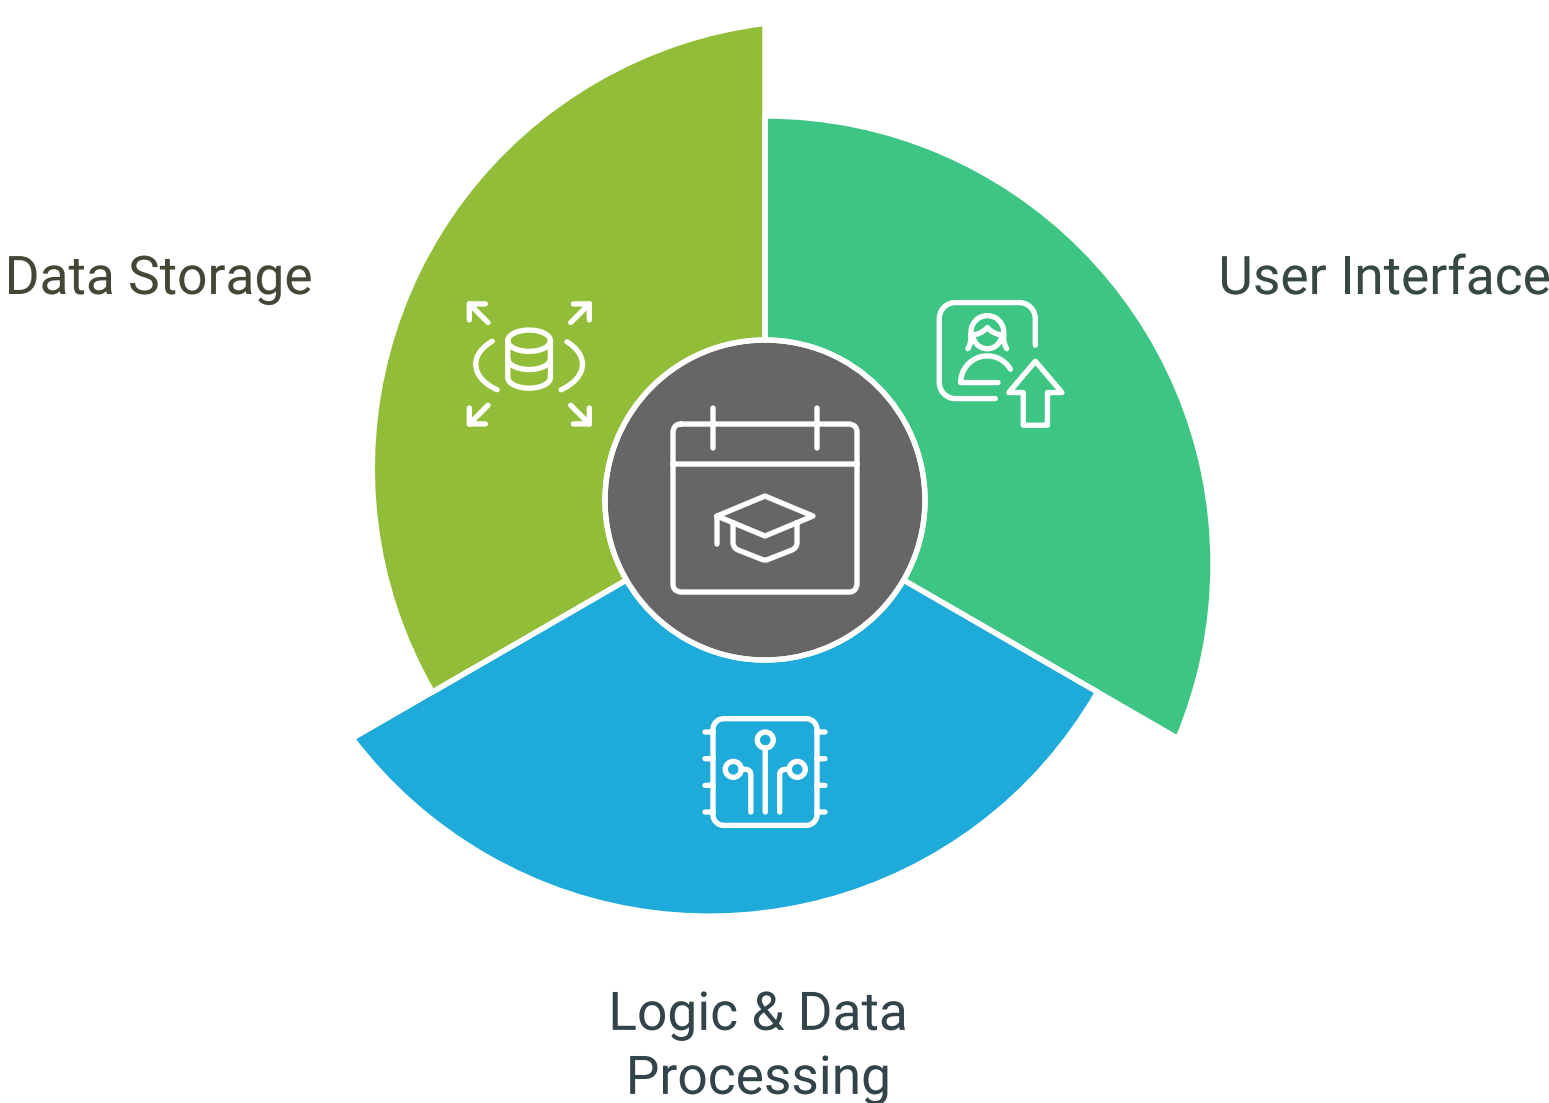 Data Storage
User Interface
Logic & Data
Processing